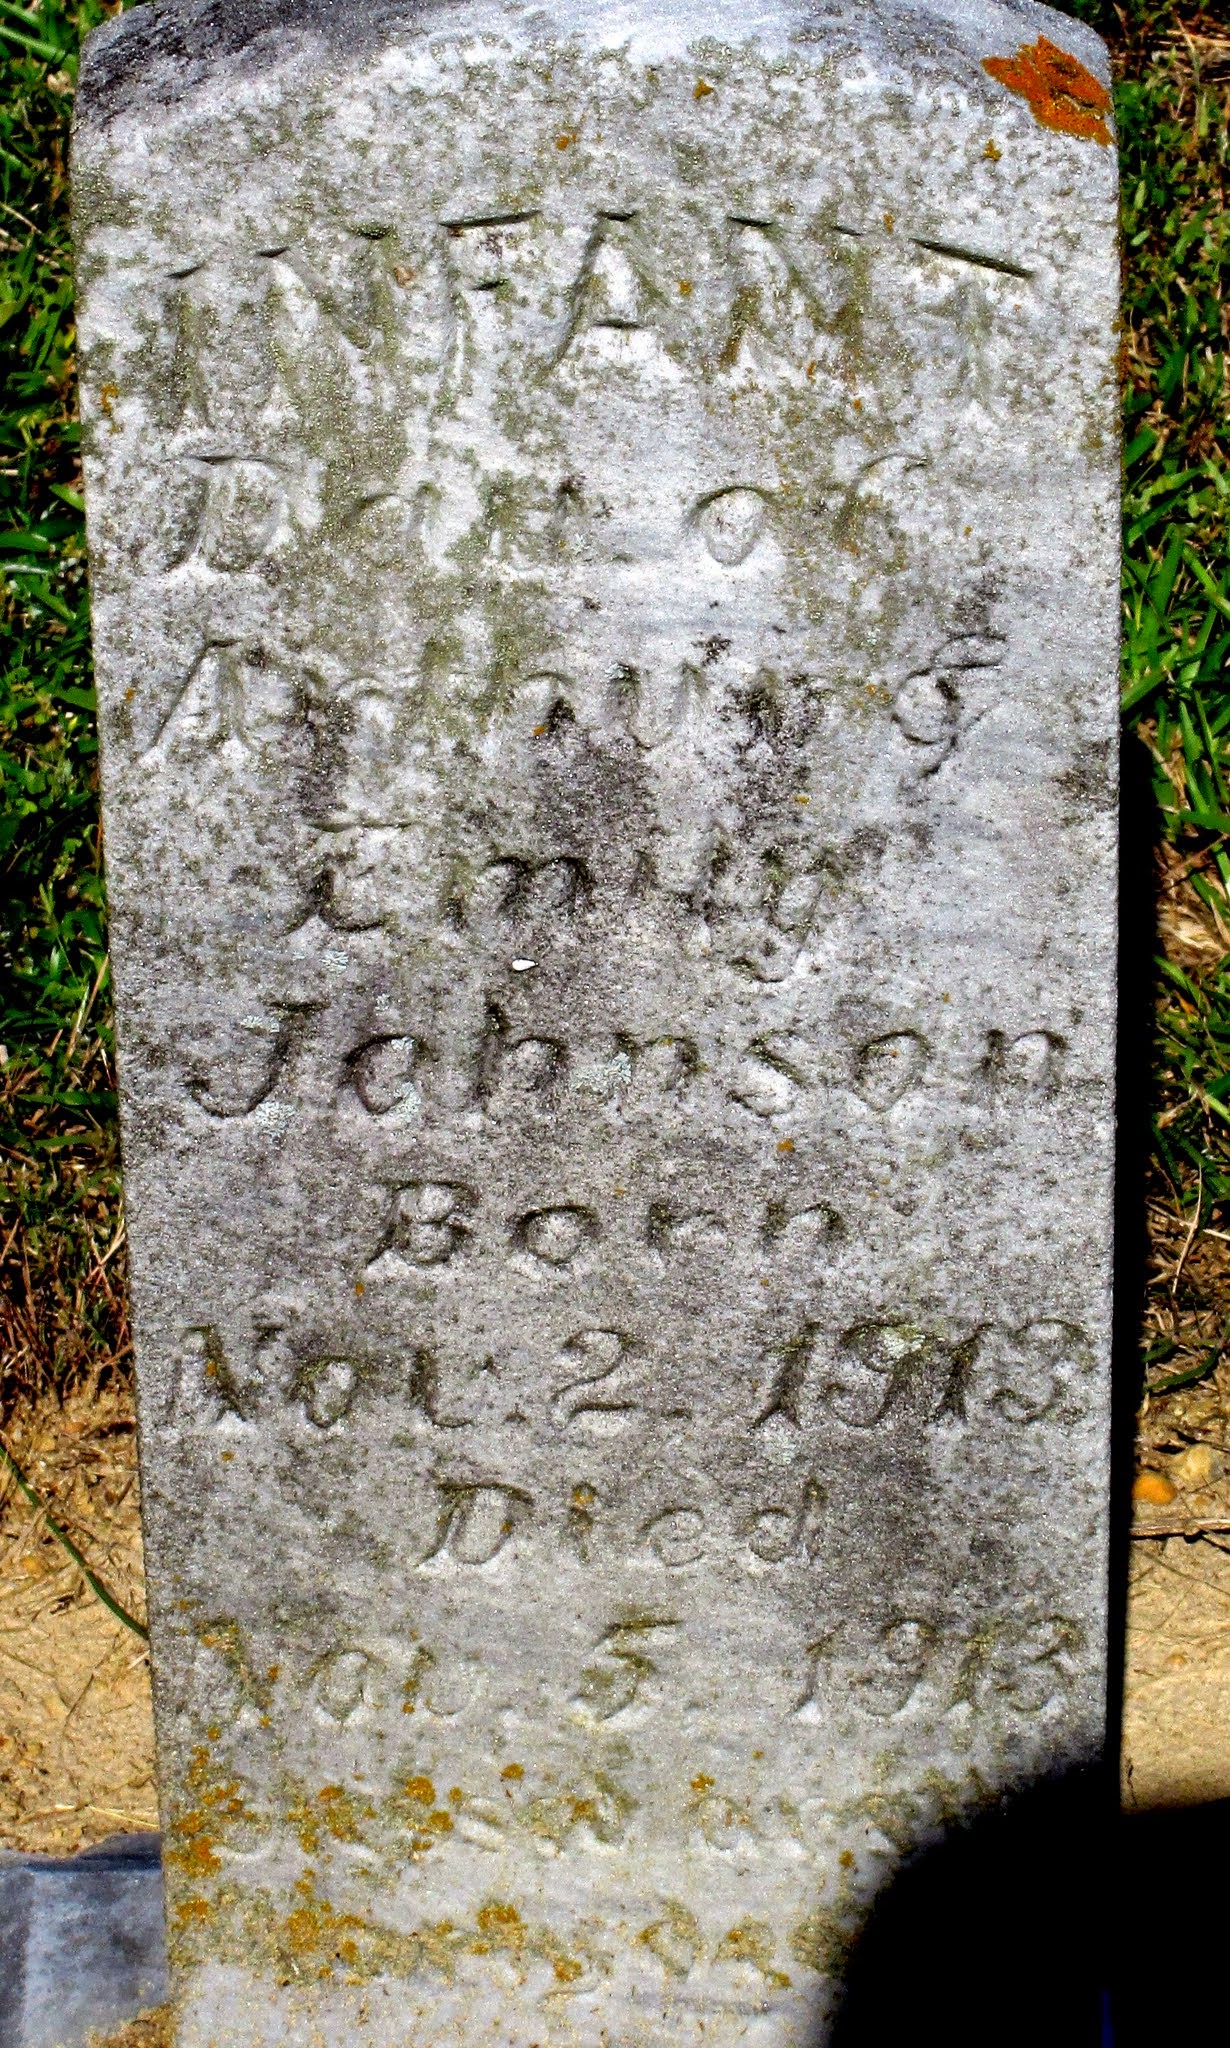 INFANT
Dau. of
Arthur &
Emily
Johnson
Born
Nov. 2. 1913
Died
Nov. 5. 1913